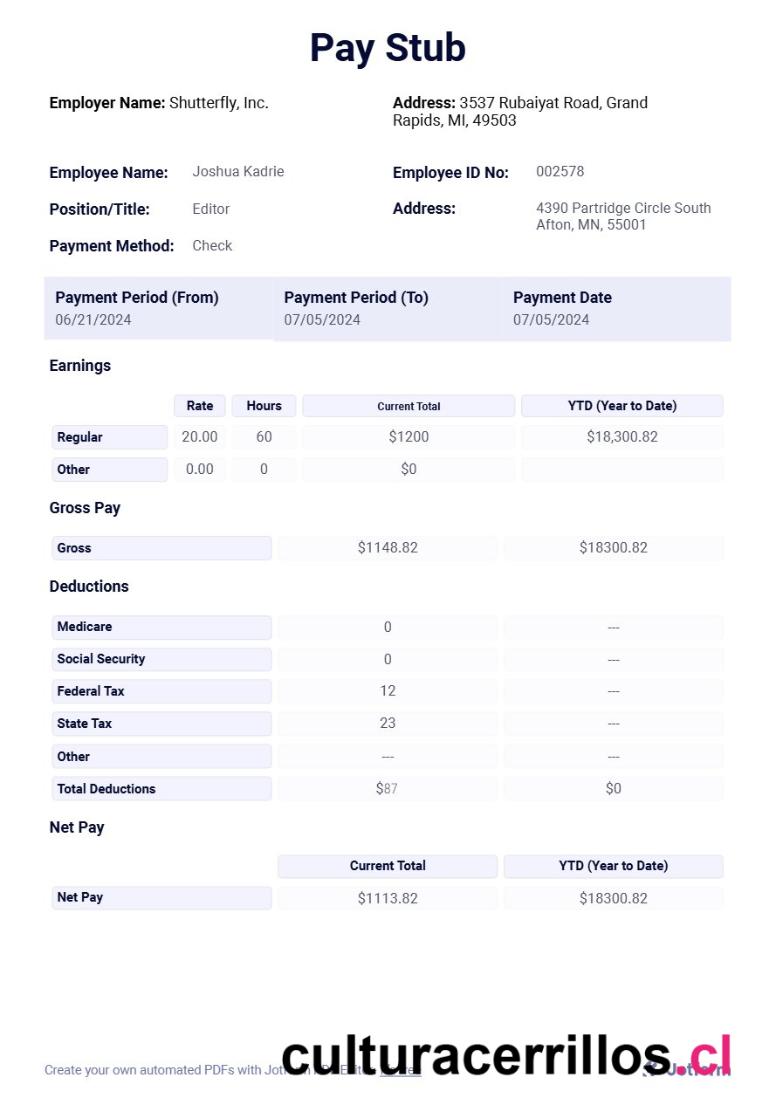 Pay Stub
Employer Name: Shutterfly, Inc.
Address: 3537 Rubaiyat Road, Grand
Rapids, MI, 49503
Employee Name: Joshua Kadrie
Employee ID No: 002578
Position/Title: Editor
Address: 4390 Partridge Circle South
Afton, MN, 55001
Payment Method: Check
Payment Period (From) Payment Period (To) Payment Date
06/21/2024 07/05/2024 07/05/2024
Earnings
Rate Hours Current Total YTD (Year to Date)
Regular 20.00 60 $1200 $18,300.82
Other 0.00 0 $0
Gross Pay
Gross $1148.82 $18300.82
Deductions
Medicare 0 ---
Social Security 0 ---
Federal Tax 12 ---
State Tax 23 ---
Other --- ---
Total Deductions $87 $0
Net Pay
Current Total YTD (Year to Date)
Net Pay $1113.82 $18300.82
culturacerrillos.cl
Create your own automated PDFs with